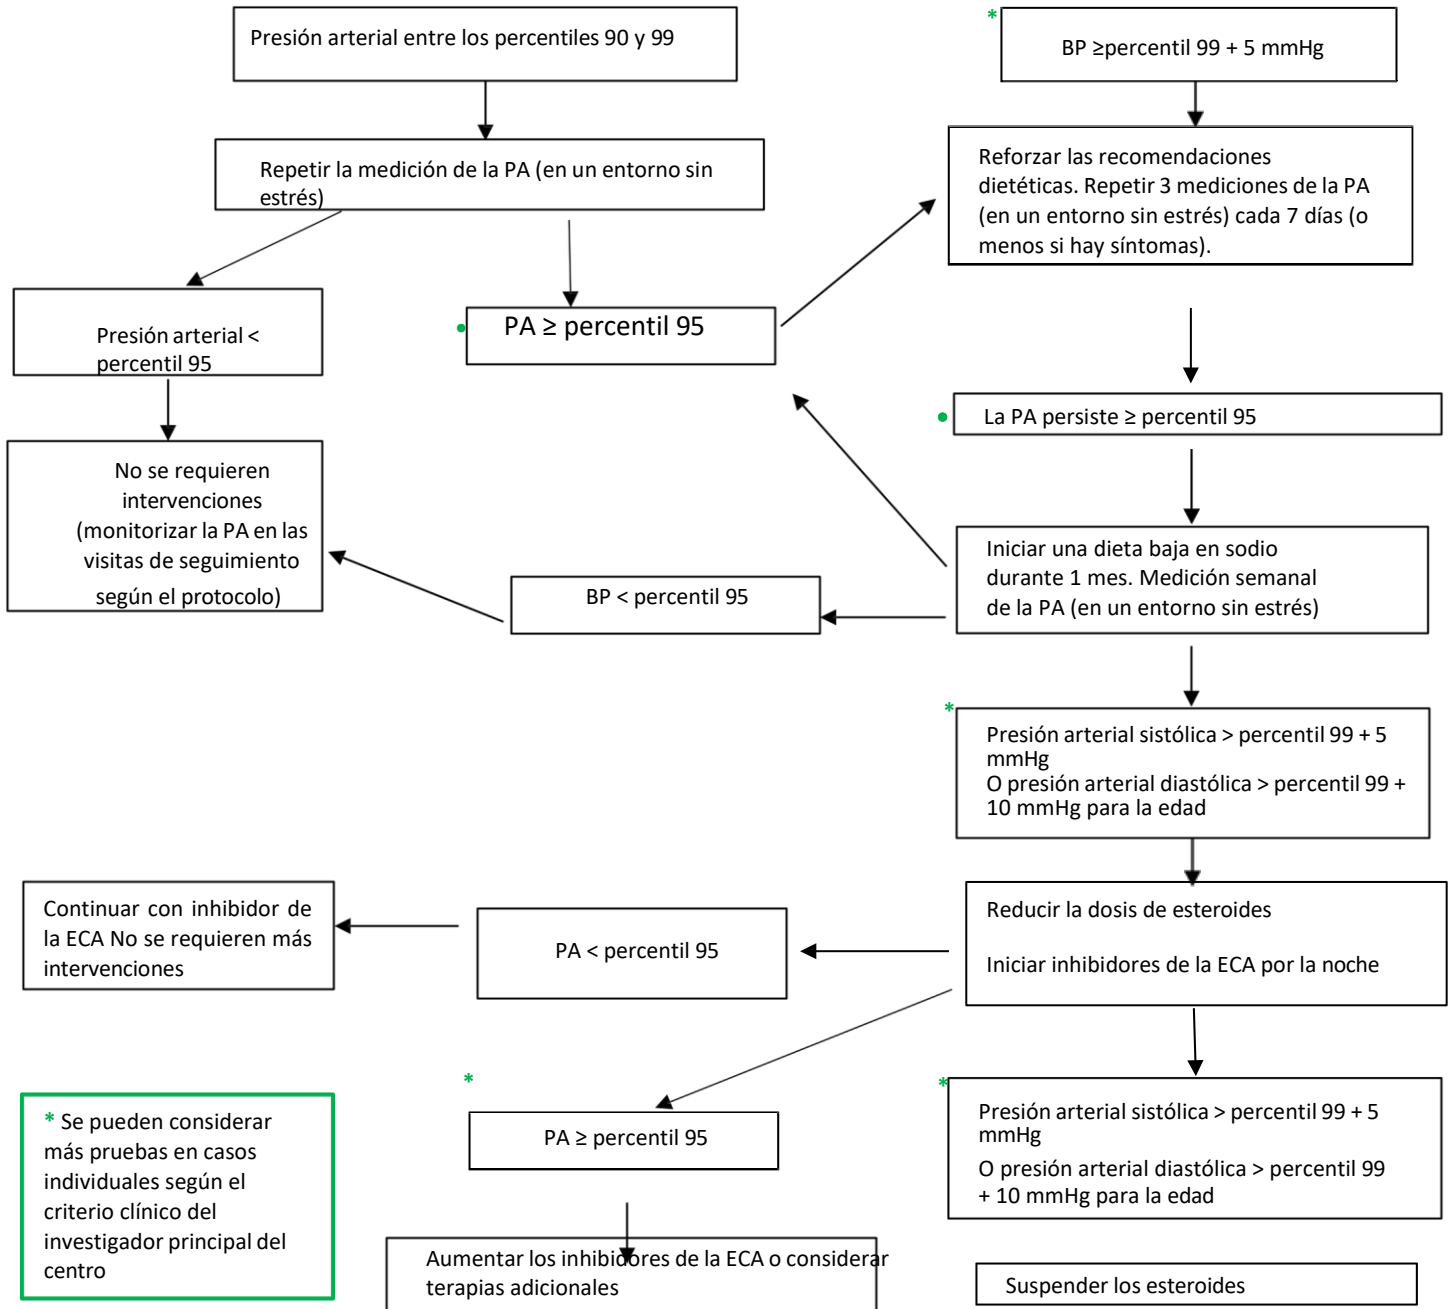 Presión arterial entre los percentiles 90 y 99
*
BP ≥percentil 99 + 5 mmHg
Repetir la medición de la PA (en un entorno sin
estrés)
Reforzar las recomendaciones
dietéticas. Repetir 3 mediciones de la PA
(en un entorno sin estrés) cada 7 días (o
menos si hay síntomas).
Presión arterial <
percentil 95
• PA ≥ percentil 95
• La PA persiste ≥ percentil 95
No se requieren
intervenciones
(monitorizar la PA en las
visitas de seguimiento
según el protocolo)
BP < percentil 95
Iniciar una dieta baja en sodio
durante 1 mes. Medición semanal
de la PA (en un entorno sin estrés)
*
Presión arterial sistólica > percentil 99 + 5
mmHg
O presión arterial diastólica > percentil 99 +
10 mmHg para la edad
Continuar con inhibidor de
la ECA No se requieren más
intervenciones
PA < percentil 95
Reducir la dosis de esteroides
Iniciar inhibidores de la ECA por la noche
* Se pueden considerar
más pruebas en casos
individuales según el
criterio clínico del
investigador principal del
centro
*
PA ≥ percentil 95
*
Presión arterial sistólica > percentil 99 + 5
mmHg
O presión arterial diastólica > percentil 99
+ 10 mmHg para la edad
Aumentar los inhibidores de la ECA o considerar
terapias adicionales
Suspender los esteroides